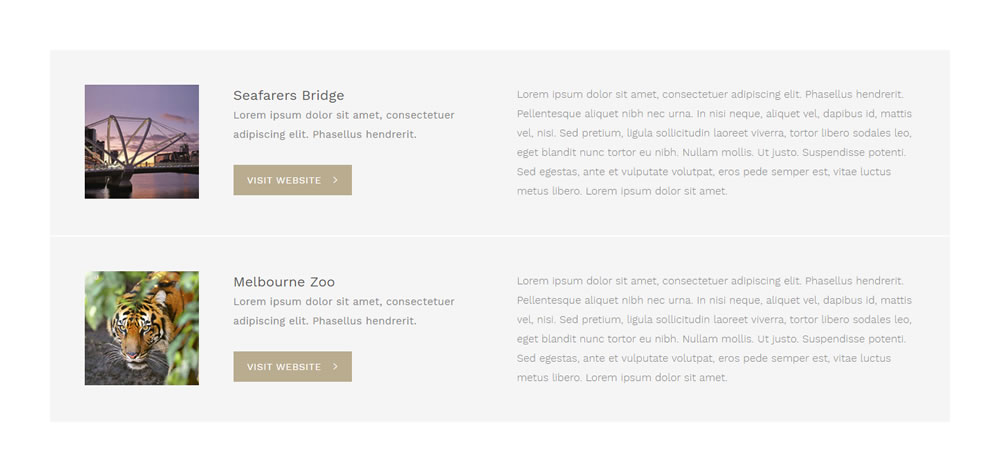 Seafarers Bridge
Lorem ipsum dolor sit amet, consectetuer
adipiscing elit. Phasellus hendrerit.
VISIT WEBSITE
Lorem ipsum dolor sit amet, consectetuer adipiscing elit. Phasellus hendrerit.
Pellentesque aliquet nibh nec urna. In nisi neque, aliquet vel, dapibus id, mattis
vel, nisi. Sed pretium, ligula sollicitudin laoreet viverra, tortor libero sodales leo,
eget blandit nunc tortor eu nibh. Nullam mollis. Ut justo. Suspendisse potenti.
Sed egestas, ante et vulputate volutpat, eros pede semper est, vitae luctus
metus libero. Lorem ipsum dolor sit amet.
Melbourne Zoo
Lorem ipsum dolor sit amet, consectetuer
adipiscing elit. Phasellus hendrerit.
VISIT WEBSITE
Lorem ipsum dolor sit amet, consectetuer adipiscing elit. Phasellus hendrerit.
Pellentesque aliquet nibh nec urna. In nisi neque, aliquet vel, dapibus id, mattis
vel, nisi. Sed pretium, ligula sollicitudin laoreet viverra, tortor libero sodales leo,
eget blandit nunc tortor eu nibh. Nullam mollis. Ut justo. Suspendisse potenti.
Sed egestas, ante et vulputate volutpat, eros pede semper est, vitae luctus
metus libero. Lorem ipsum dolor sit amet.